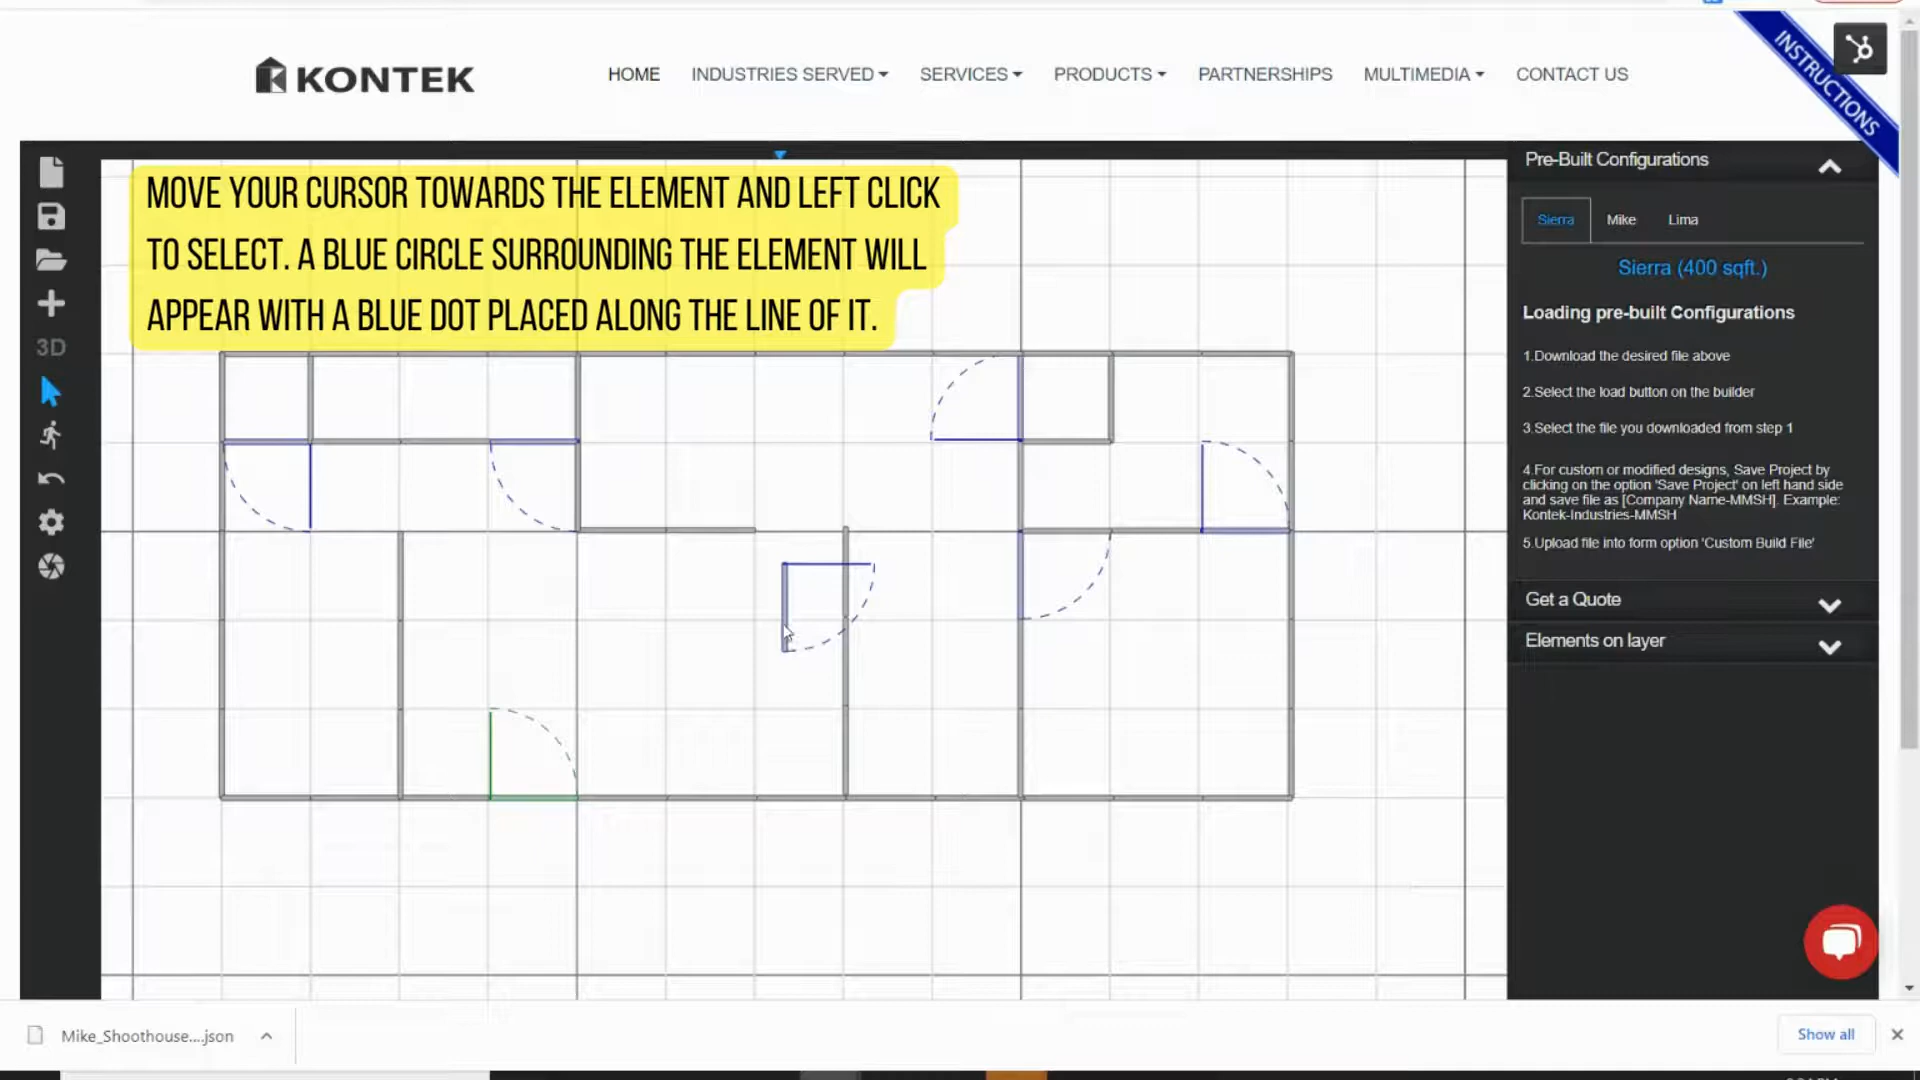 INSTRUCTIONS
KONTEK
HOME INDUSTRIES SERVED SERVICES PRODUCTS PARTNERSHIPS MULTIMEDIA CONTACT US
MOVE YOUR CURSOR TOWARDS THE ELEMENT AND LEFT CLICK
TO SELECT. A BLUE CIRCLE SURROUNDING THE ELEMENT WILL
APPEAR WITH A BLUE DOT PLACED ALONG THE LINE OF IT.
3D
Pre-Built Configurations
Sierra Mike Lima
Sierra (400 sqft.)
Loading pre-built Configurations
1.Download the desired file above
2.Select the load button on the builder
3.Select the file you downloaded from step 1
4.For custom or modified designs, Save Project by
clicking on the option 'Save Project' on left hand side
and save file as [Company Name-MMSH]. Example:
Kontek-Industries-MMSH
5.Upload file into form option 'Custom Build File'
Get a Quote
Elements on layer
Mike_Shoothouse....json
Show all